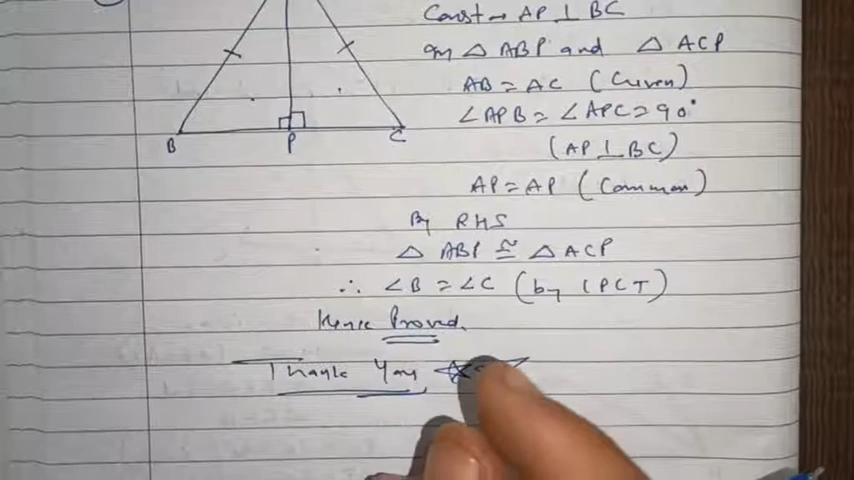 Const → AP ⊥ BC
In △ ABP and △ ACP
AB = AC (Given)
∠APB = ∠APC = 90°
(AP ⊥ BC)
AP = AP (Common)
By RHS
△ ABP ≅ △ ACP
∴ ∠B = ∠C (by CPCT)
Hence Proved.
Thank You
B
P
C